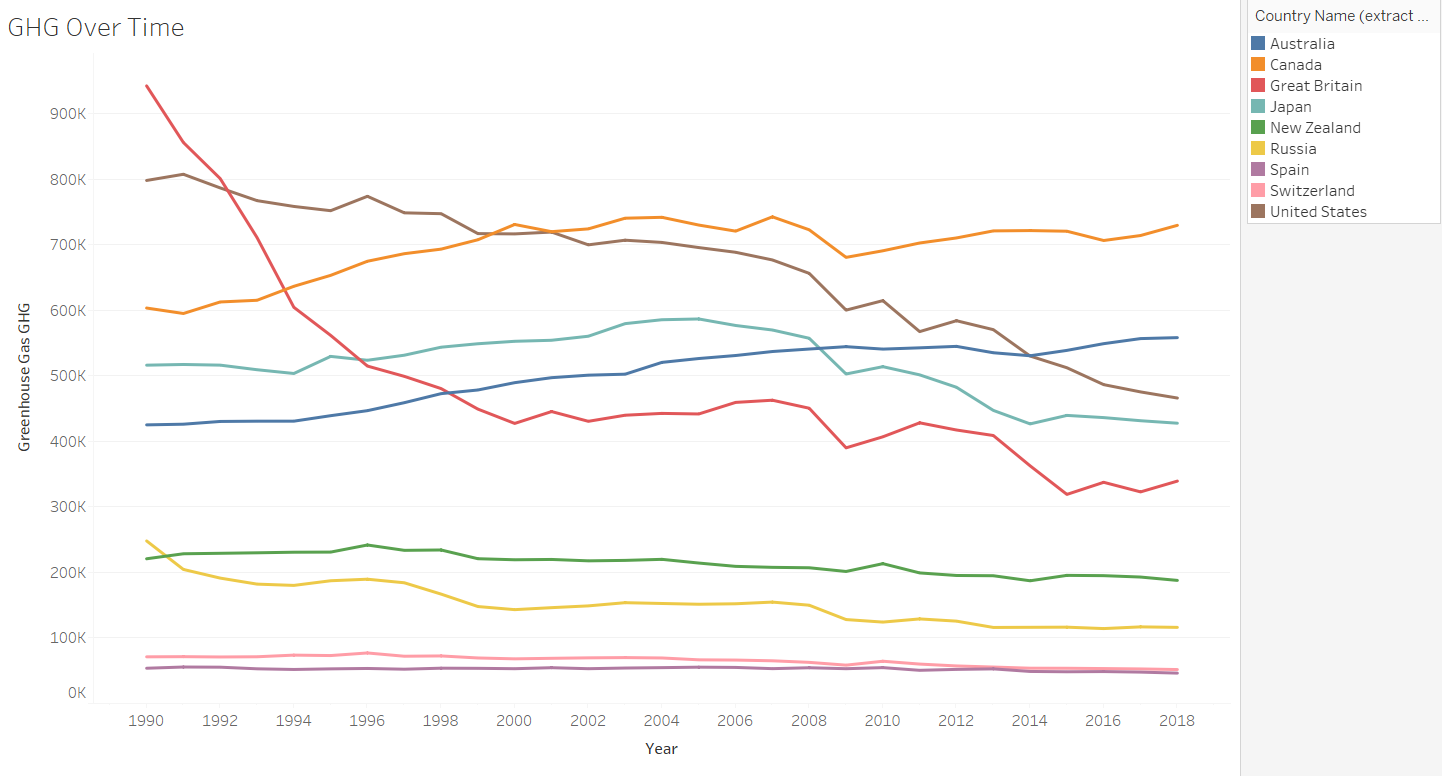 GHG Over Time
Greenhouse Gas GHG
900K
800K
700K
600K
500K
400K
300K
200K
100K
0K
1990 1992 1994 1996 1998 2000 2002 2004 2006 2008 2010 2012 2014 2016 2018
Year
Country Name (extract ...
Australia
Canada
Great Britain
Japan
New Zealand
Russia
Spain
Switzerland
United States